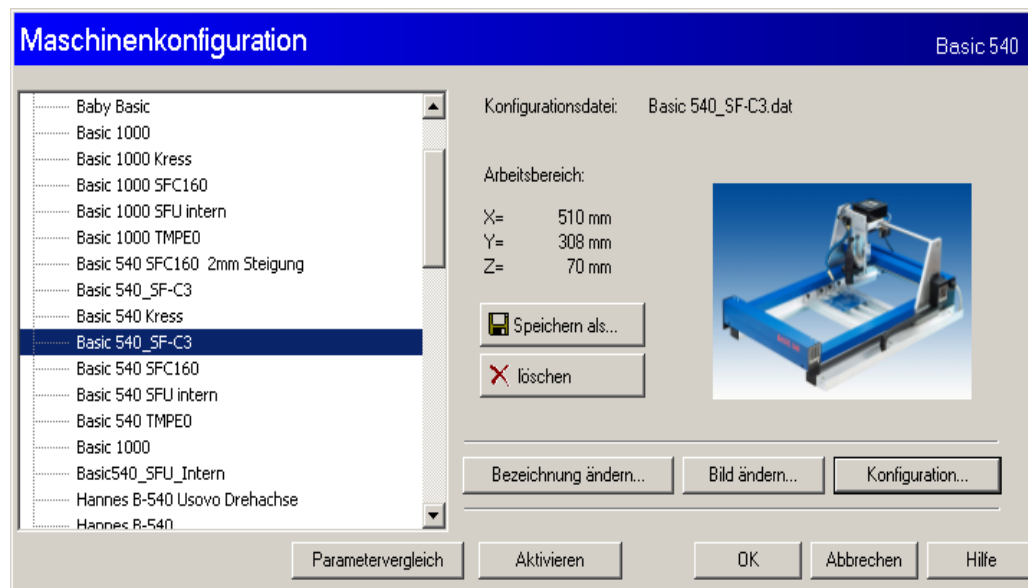 Maschinenkonfiguration
Basic 540
Baby Basic
Basic 1000
Basic 1000 Kress
Basic 1000 SFC160
Basic 1000 SFU intern
Basic 1000 TMPE0
Basic 540 SFC160  2mm Steigung
Basic 540_SF-C3
Basic 540 Kress
Basic 540_SF-C3
Basic 540 SFC160
Basic 540 SFU intern
Basic 540 TMPE0
Basic 1000
Basic540_SFU_Intern
Hannes B-540 Usovo Drehachse
Hannes B-540
Konfigurationsdatei: Basic 540_SF-C3.dat
Arbeitsbereich:
X= 510 mm
Y= 308 mm
Z= 70 mm
Speichern als...
löschen
Bezeichnung ändern... Bild ändern... Konfiguration...
Parametervergleich Aktivieren OK Abbrechen Hilfe